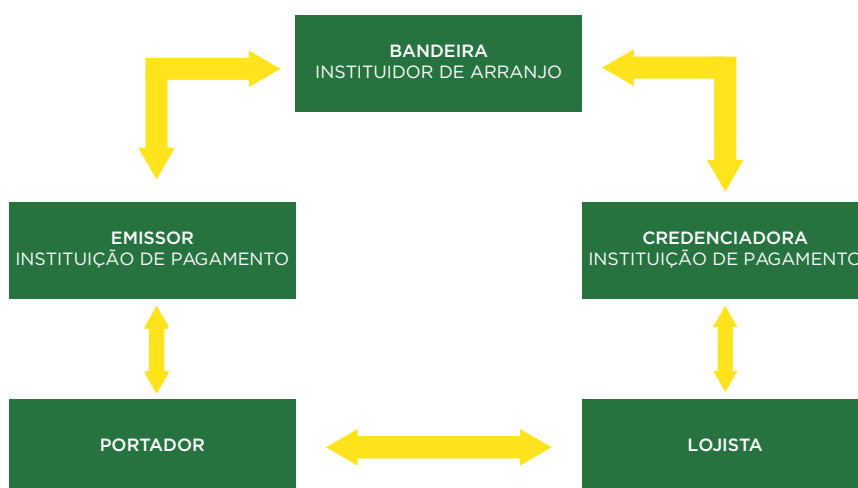 BANDEIRA
INSTITUIDOR DE ARRANJO
EMISSOR
INSTITUIÇÃO DE PAGAMENTO
CREDENCIADORA
INSTITUIÇÃO DE PAGAMENTO
PORTADOR
LOJISTA